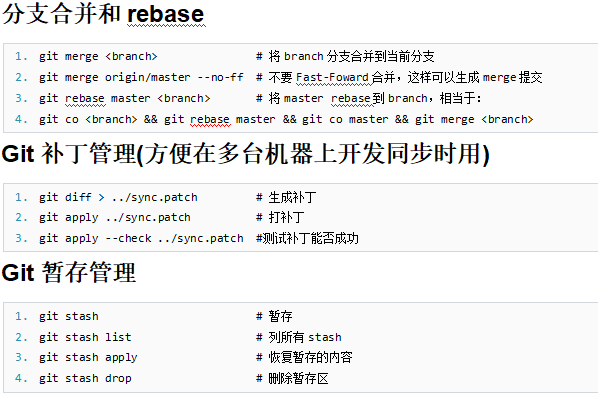 分支合并和 rebase
1. git merge <branch> # 将 branch 分支合并到当前分支
2. git merge origin/master --no-ff # 不要 Fast-Foward 合并，这样可以生成 merge 提交
3. git rebase master <branch> # 将 master rebase 到 branch，相当于：
4. git co <branch> && git rebase master && git co master && git merge <branch>
Git 补丁管理(方便在多台机器上开发同步时用)
1. git diff > ../sync.patch # 生成补丁
2. git apply ../sync.patch # 打补丁
3. git apply --check ../sync.patch #测试补丁能否成功
Git 暂存管理
1. git stash # 暂存
2. git stash list # 列所有 stash
3. git stash apply # 恢复暂存的内容
4. git stash drop # 删除暂存区